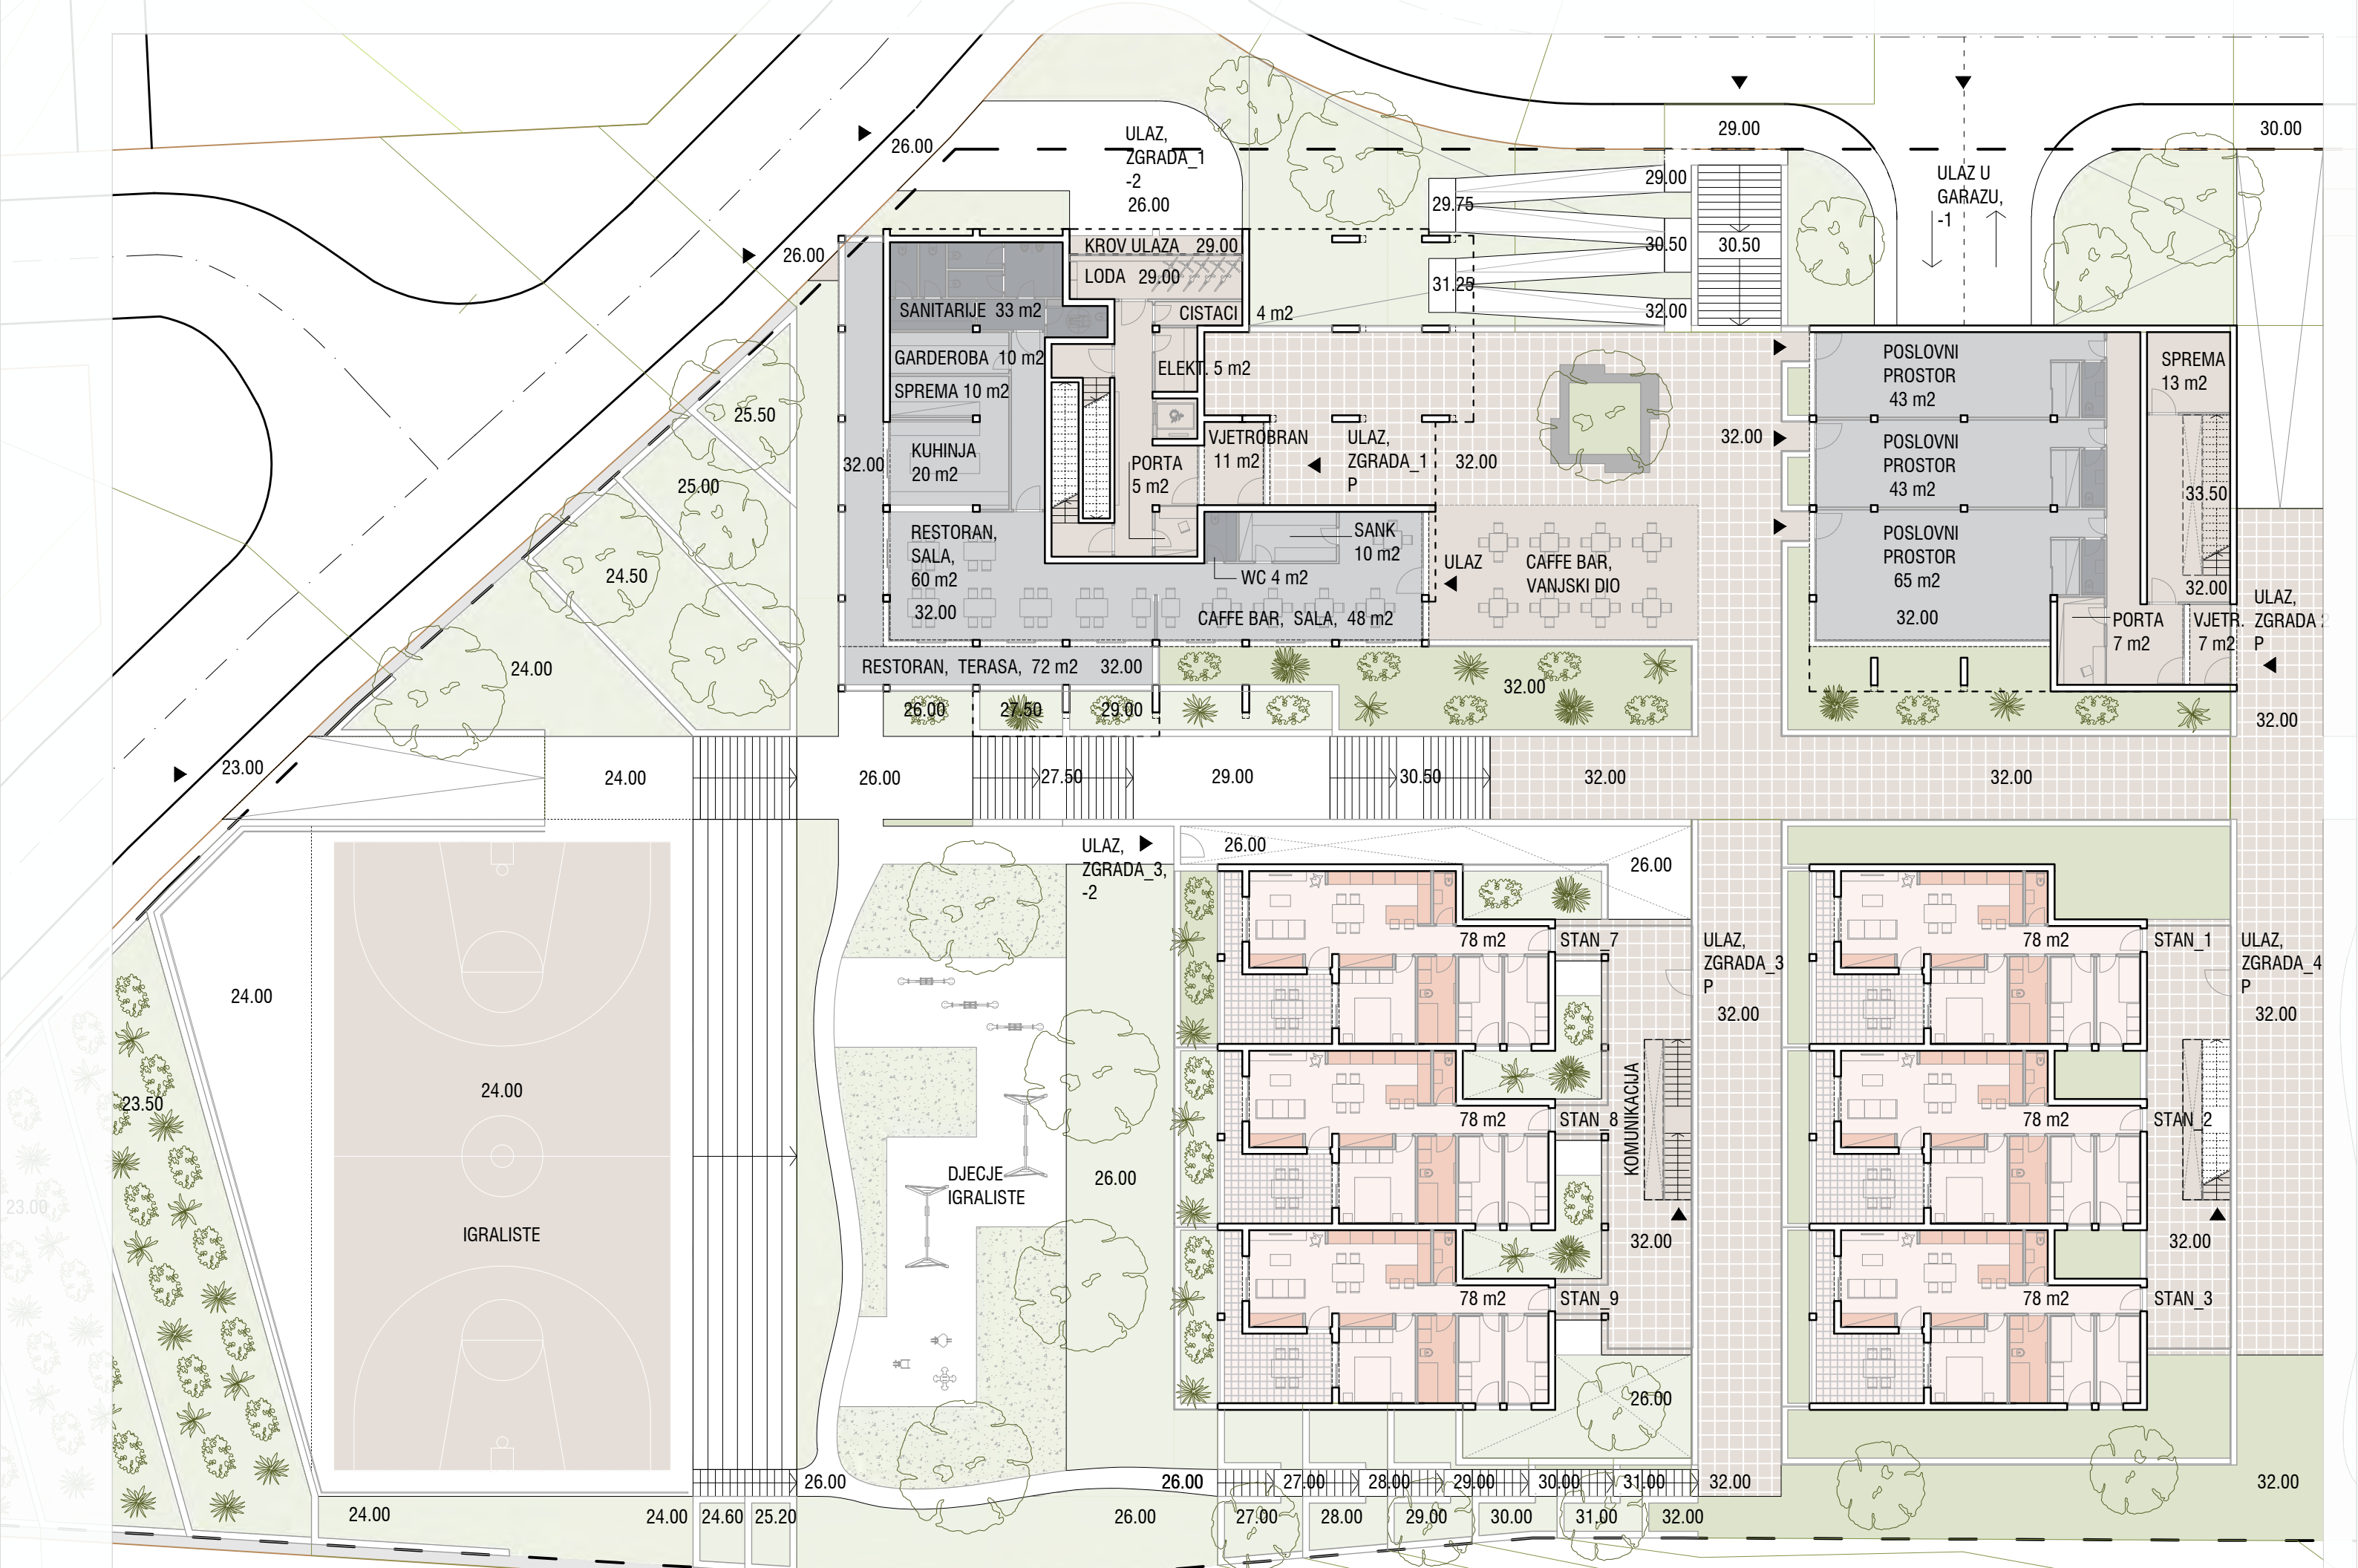 26.00
ULAZ,
ZGRADA_1
-2
26.00
29.00
30.00
29.00
29.75
30.50
30.50
31.25
32.00
ULAZ U
GARAZU,
-1
26.00
KROV ULAZA 29.00
LODA 29.00
SANITARIJE 33 m2
CISTACI 4 m2
GARDEROBA 10 m2
ELEKT. 5 m2
SPREMA 10 m2
25.50
32.00
KUHINJA
20 m2
PORTA
5 m2
VJETROBRAN
11 m2
ULAZ,
ZGRADA_1
P
32.00
32.00
POSLOVNI
PROSTOR
43 m2
SPREMA
13 m2
POSLOVNI
PROSTOR
43 m2
33.50
25.00
RESTORAN,
SALA,
60 m2
32.00
SANK
10 m2
WC 4 m2
ULAZ
CAFFE BAR,
VANJSKI DIO
CAFFE BAR, SALA, 48 m2
POSLOVNI
PROSTOR
65 m2
32.00
32.00
PORTA
7 m2
VJETR.
7 m2
ULAZ,
ZGRADA 2
P
32.00
24.50
24.00
RESTORAN, TERASA, 72 m2 32.00
32.00
26.00
27.50
29.00
23.00
24.00
26.00
27.50
29.00
30.50
32.00
32.00
ULAZ,
ZGRADA_3,
-2
26.00
26.00
78 m2
STAN_7
ULAZ,
ZGRADA_3
P
32.00
78 m2
STAN_1
ULAZ,
ZGRADA_4
P
32.00
24.00
24.00
23.50
23.00
IGRALISTE
DJECJE
IGRALISTE
26.00
78 m2
STAN_8
KOMUNIKACIJA
78 m2
STAN_2
32.00
32.00
78 m2
STAN_9
78 m2
STAN_3
26.00
26.00
26.00
27.00
28.00
29.00
30.00
31.00
32.00
32.00
24.00
24.00
24.60
25.20
26.00
27.00
28.00
29.00
30.00
31.00
32.00